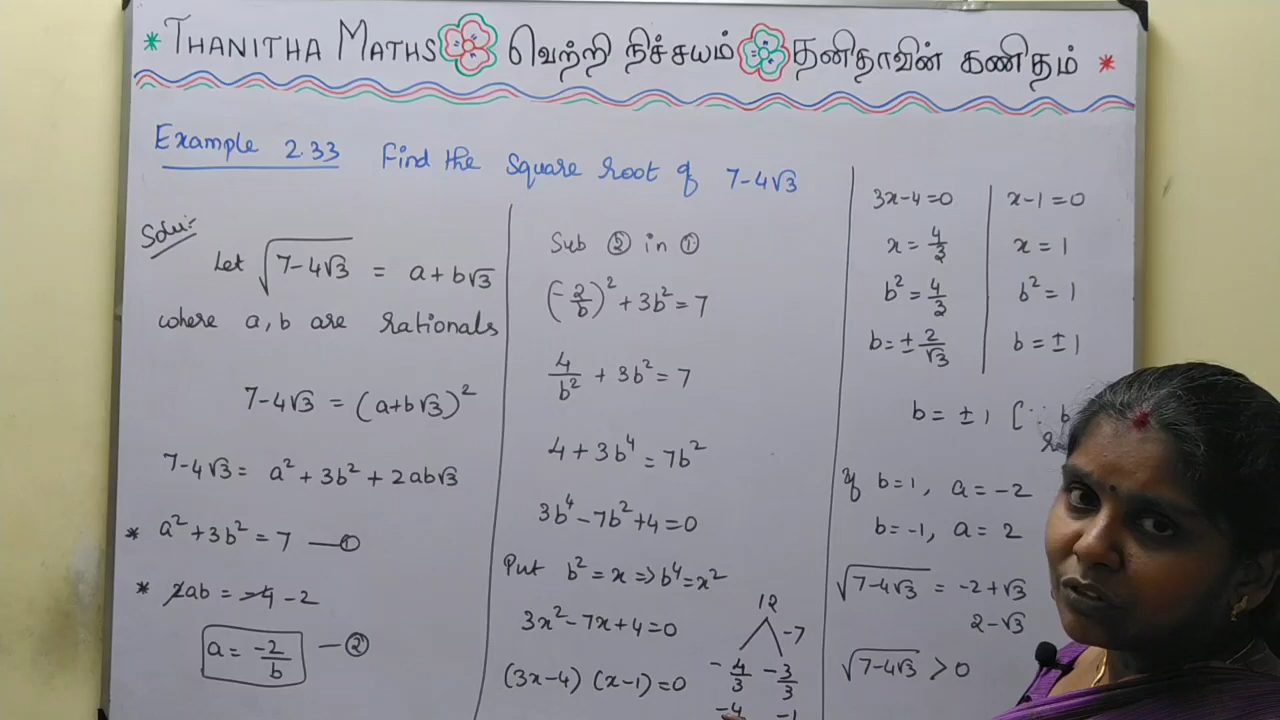 * THANITHA MATHS வெற்றி நிச்சயம் தனிதாவின் கணிதம் *
Example 2.33 Find the square root of 7-4√3
Solu:-
Let √(7-4√3) = a+b√3
where a, b are rationals
7-4√3 = (a+b√3)²
7-4√3 = a² + 3b² + 2ab√3
* a² + 3b² = 7 —①
* 2ab = -4 -2
a = -2/b —②
Sub ② in ①
(-2/b)² + 3b² = 7
4/b² + 3b² = 7
4 + 3b⁴ = 7b²
3b⁴ - 7b² + 4 = 0
Put b² = x => b⁴ = x²
3x² - 7x + 4 = 0
(3x-4) (x-1) = 0
12
-7
-4/3 -3/3
-4 -1
3x-4=0
x = 4/3
b² = 4/3
b = ± 2/√3
x-1=0
x = 1
b² = 1
b = ± 1
b = ± 1 [∵ b
If b=1, a = -2
b = -1, a = 2
√(7-4√3) = -2+√3
2-√3
√(7-4√3) > 0